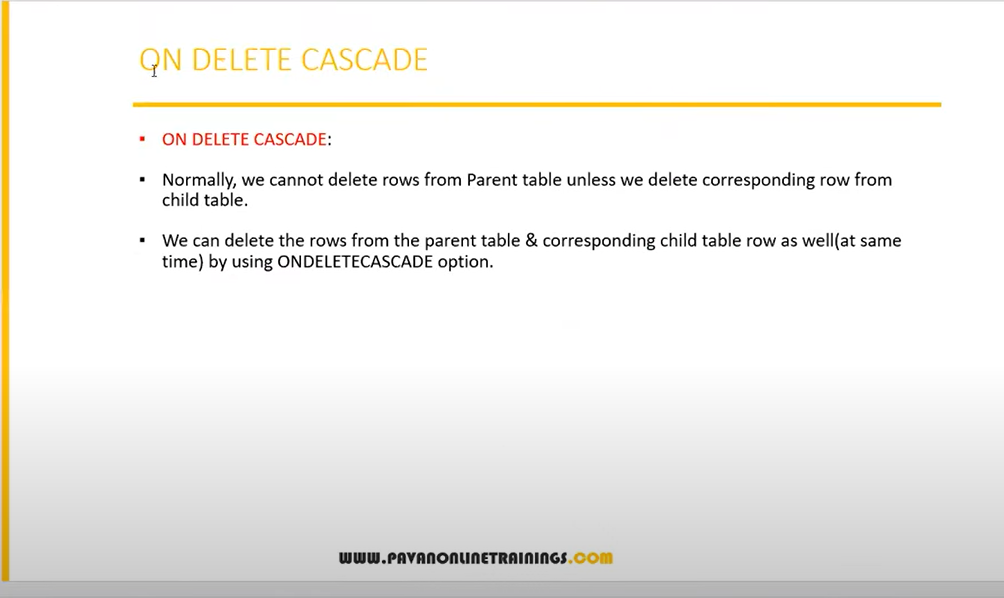 ON DELETE CASCADE
▪ ON DELETE CASCADE:
▪ Normally, we cannot delete rows from Parent table unless we delete corresponding row from
child table.
▪ We can delete the rows from the parent table & corresponding child table row as well(at same
time) by using ONDELETECASCADE option.
WWW.PAVANONLINETRAININGS.COM